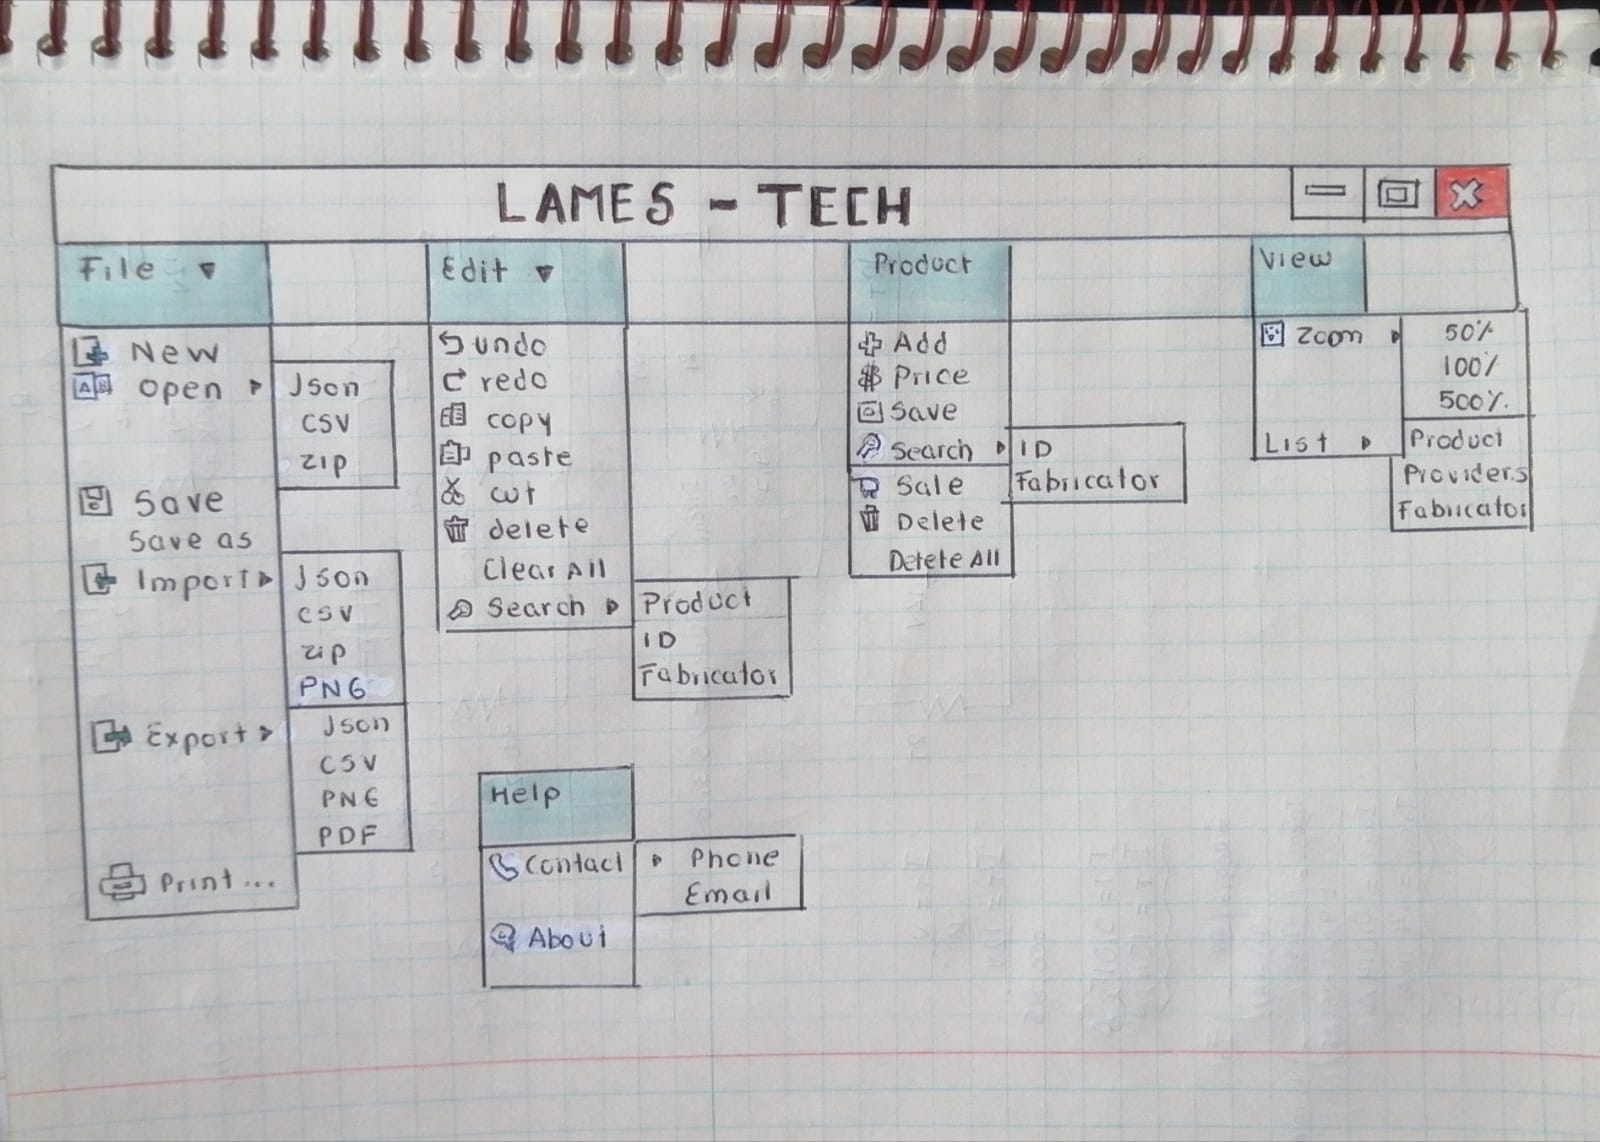 LAMES - TECH
File
New
Open
Json
CSV
zip
Save
Save as
Import
Json
CSV
zip
PNG
Export
Json
CSV
PNG
PDF
Print...
Edit
undo
redo
copy
paste
cut
delete
Clear All
Search
Product
ID
Fabricator
Product
Add
$ Price
Save
Search
ID
Fabricator
Sale
Delete
Delete All
View
Zoom
50%
100%
500%
List
Product
Providers
Fabricator
Help
Contact
Phone
Email
About